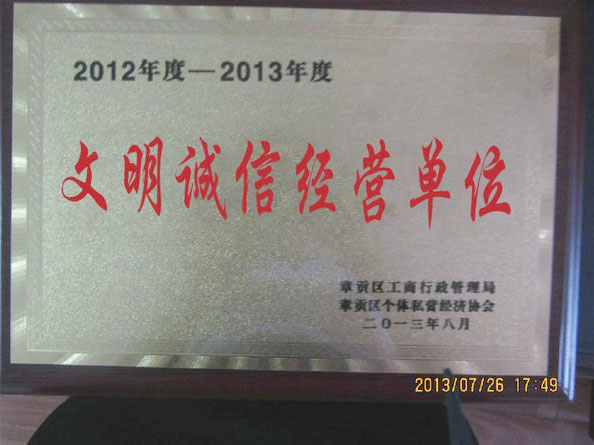 2012年度—2013年度
文明诚信经营单位
章贡区工商行政管理局
章贡区个体私营经济协会
二〇一三年八月
2013/07/26 17:49